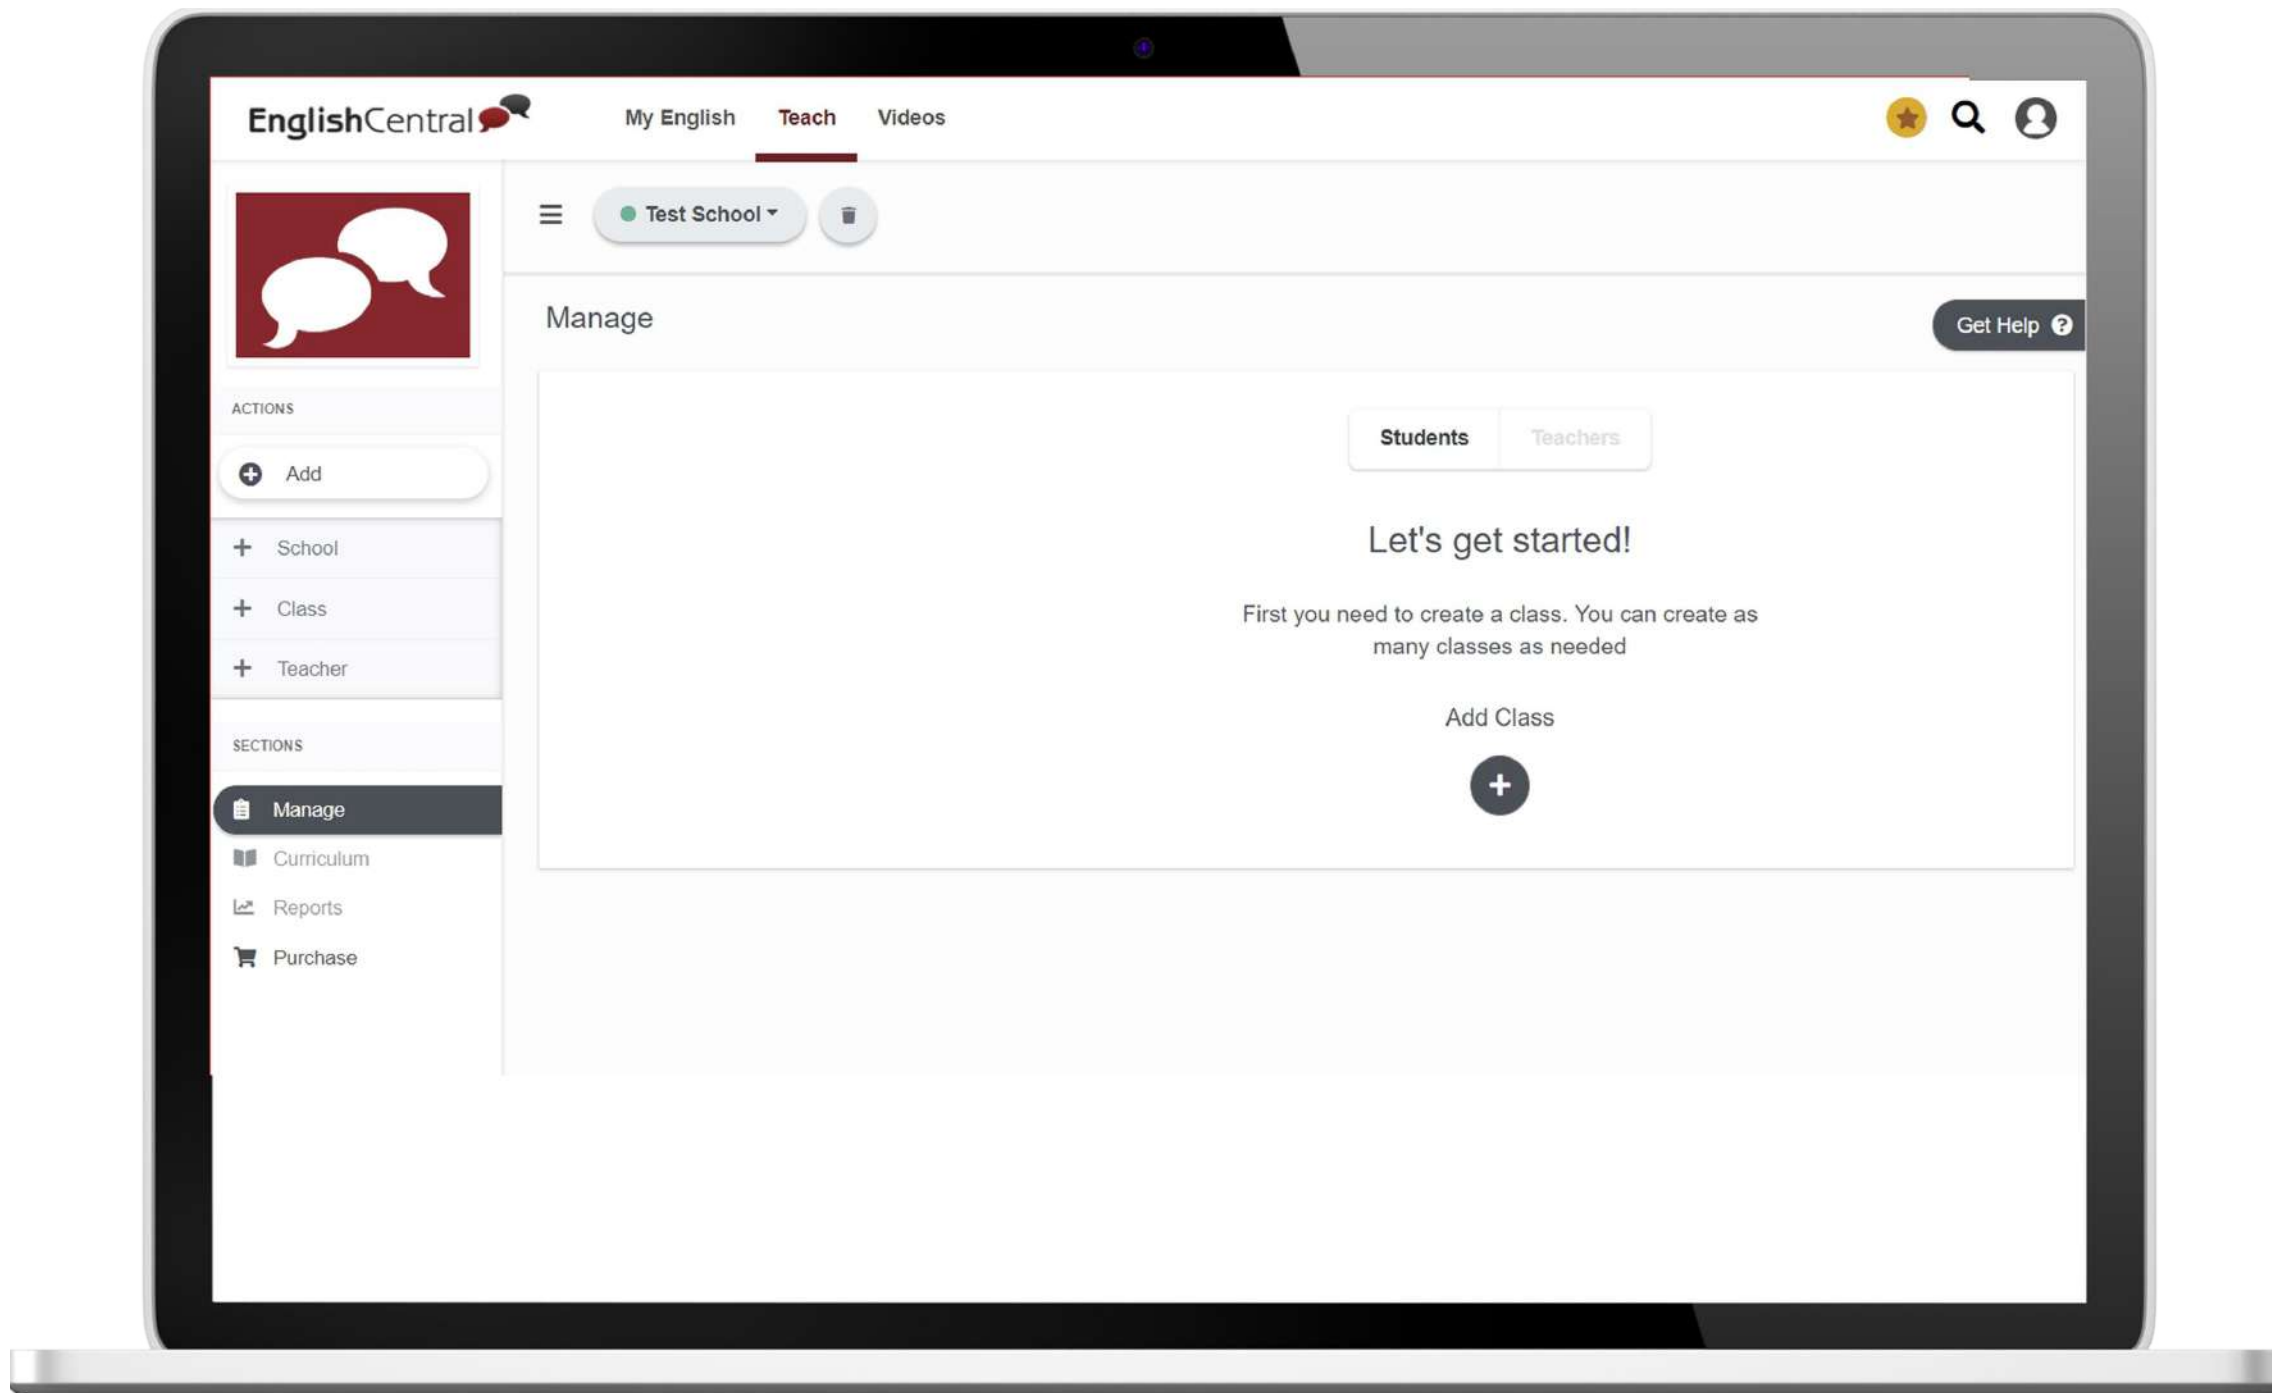 EnglishCentral
My English Teach Videos
Test School
Manage
Get Help
ACTIONS
Add
School
Class
Teacher
SECTIONS
Manage
Curriculum
Reports
Purchase
Students Teachers
Let's get started!
First you need to create a class. You can create as
many classes as needed
Add Class